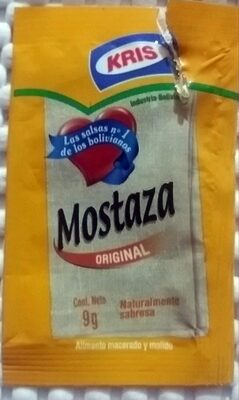 KRIS
Industria Boliviana
Las salsas nº 1
de los bolivianos
Mostaza
ORIGINAL
Cont. Neto
9g
Naturalmente
sabrosa
Alimento macerado y molido